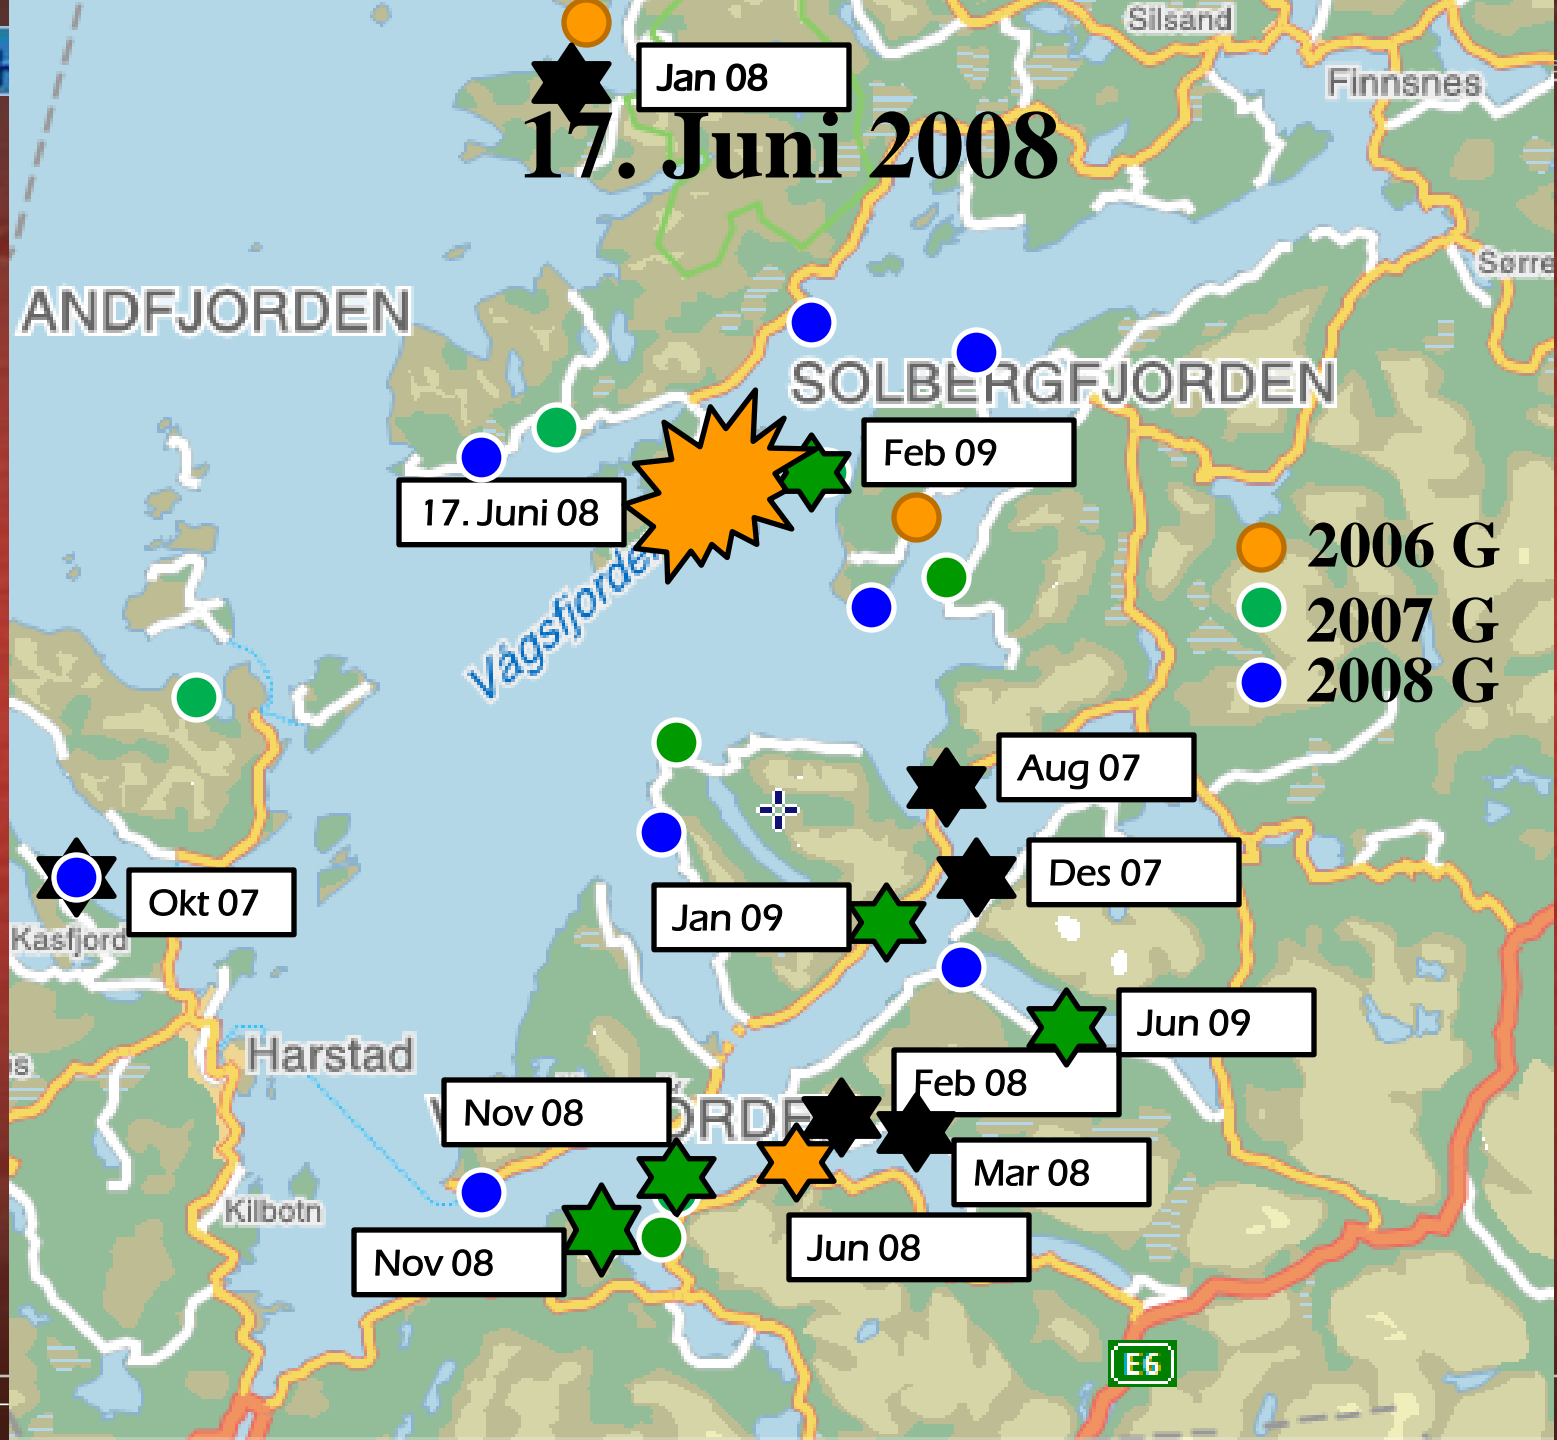 Silsand
Jan 08
Finnsnes
17. Juni 2008
Sørre
ANDFJORDEN
SOLBERGFJORDEN
Feb 09
17. Juni 08
2006 G
Vågsfjorden
2007 G
2008 G
Aug 07
Des 07
Okt 07
Jan 09
Kasfjord
Jun 09
Harstad
Feb 08
Nov 08
Mar 08
Kilbotn
Jun 08
Nov 08
E6